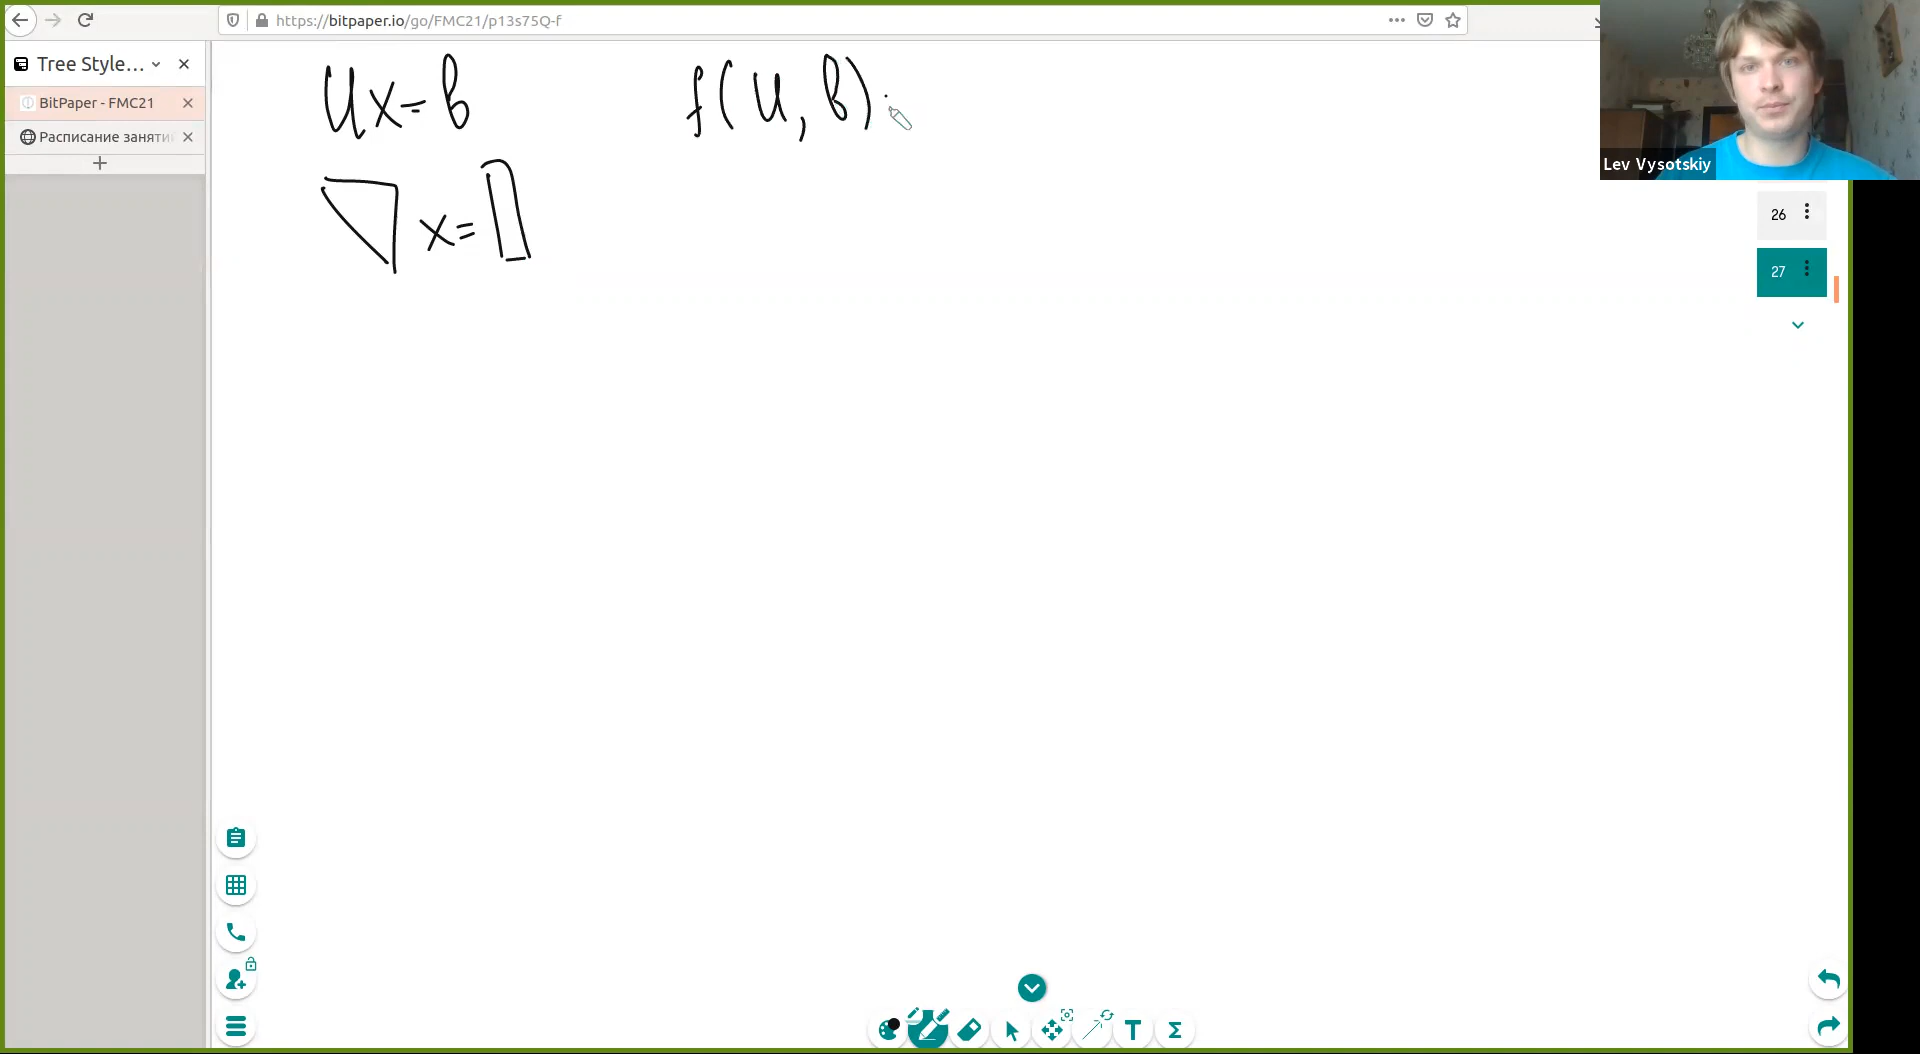 https://bitpaper.io/go/FMC21/p13s75Q-f
Tree Style...
BitPaper - FMC21
Расписание заняти
Ux=b
f(U,b):
x=
Lev Vysotskiy
26
27
T
Σ